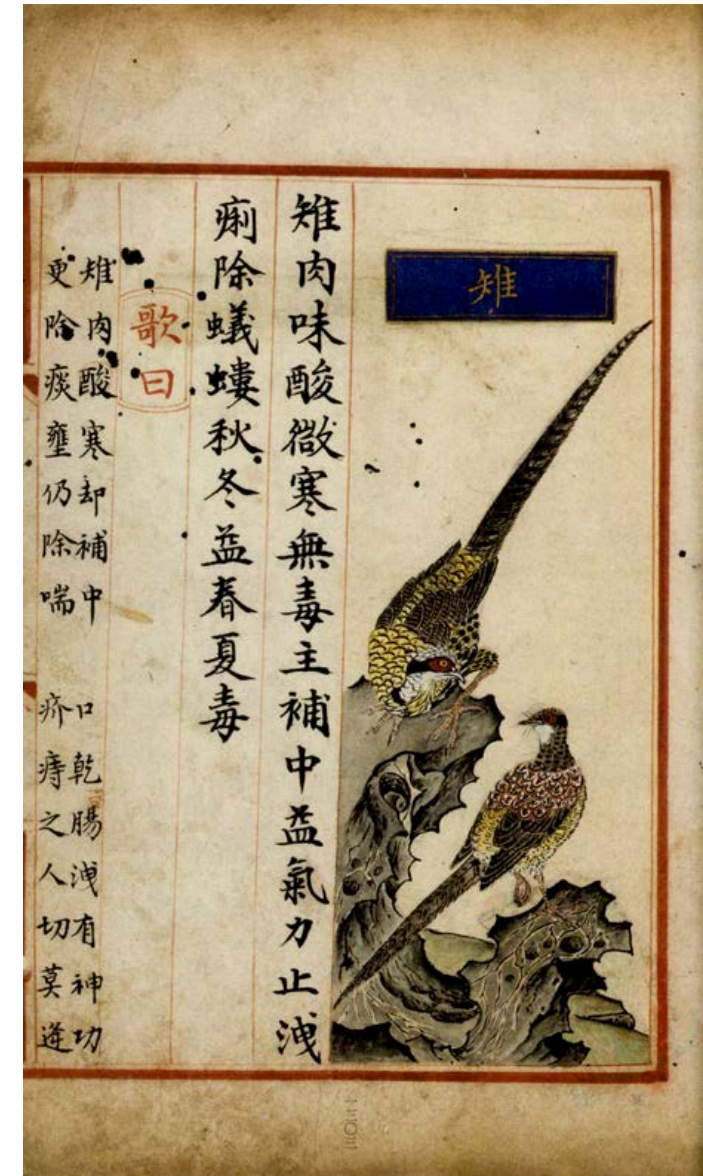 雉
雉肉味酸微寒無毒主補中益氣力止洩
痢除蟻螻秋冬益春夏毒
歌曰
雉肉酸寒却補中 口乾腸洩有神功
更除痰壅仍除喘 疥痔之人切莫逢